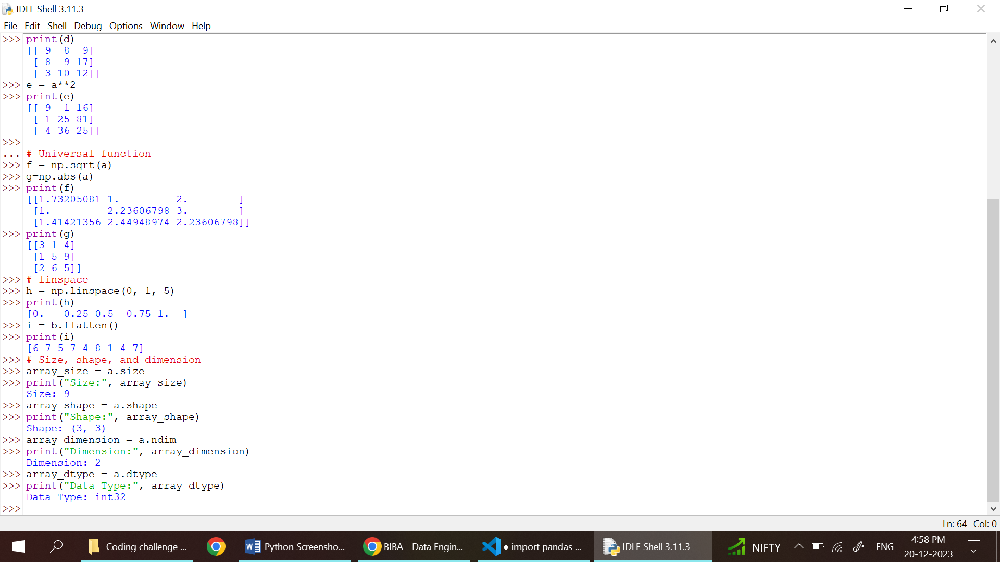 IDLE Shell 3.11.3
File Edit Shell Debug Options Window Help
>>> print(d)
[[ 9  8  9]
 [ 8  9 17]
 [ 3 10 12]]
>>> e = a**2
>>> print(e)
[[ 9  1 16]
 [ 1 25 81]
 [ 4 36 25]]
>>>
... # Universal function
>>> f = np.sqrt(a)
>>> g=np.abs(a)
>>> print(f)
[[1.73205081 1.         2.        ]
 [1.         2.23606798 3.        ]
 [1.41421356 2.44948974 2.23606798]]
>>> print(g)
[[3 1 4]
 [1 5 9]
 [2 6 5]]
>>> # linspace
>>> h = np.linspace(0, 1, 5)
>>> print(h)
[0.   0.25 0.5  0.75 1.  ]
>>> i = b.flatten()
>>> print(i)
[6 7 5 7 4 8 1 4 7]
>>> # Size, shape, and dimension
>>> array_size = a.size
>>> print("Size:", array_size)
Size: 9
>>> array_shape = a.shape
>>> print("Shape:", array_shape)
Shape: (3, 3)
>>> array_dimension = a.ndim
>>> print("Dimension:", array_dimension)
Dimension: 2
>>> array_dtype = a.dtype
>>> print("Data Type:", array_dtype)
Data Type: int32
>>>
Ln: 64 Col: 0
Coding challenge ... Python Screensho... BIBA - Data Engin... ● import pandas ... IDLE Shell 3.11.3 NIFTY ENG 4:58 PM
20-12-2023